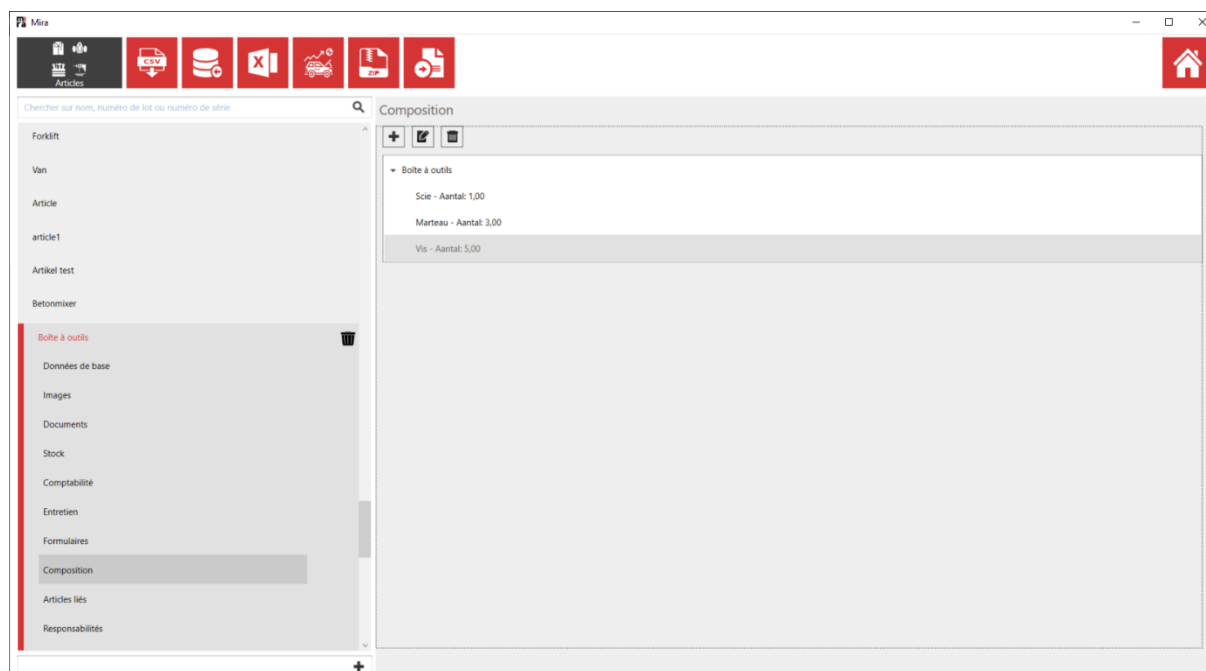 Mira
Articles
CSV
X
ZIP
Chercher sur nom, numéro de lot ou numéro de série
Forklift
Van
Article
article1
Artikel test
Betonmixer
Boîte à outils
Données de base
Images
Documents
Stock
Comptabilité
Entretien
Formulaires
Composition
Articles liés
Responsabilités
Composition
Boîte à outils
Scie - Aantal: 1,00
Marteau - Aantal: 3,00
Vis - Aantal: 5,00